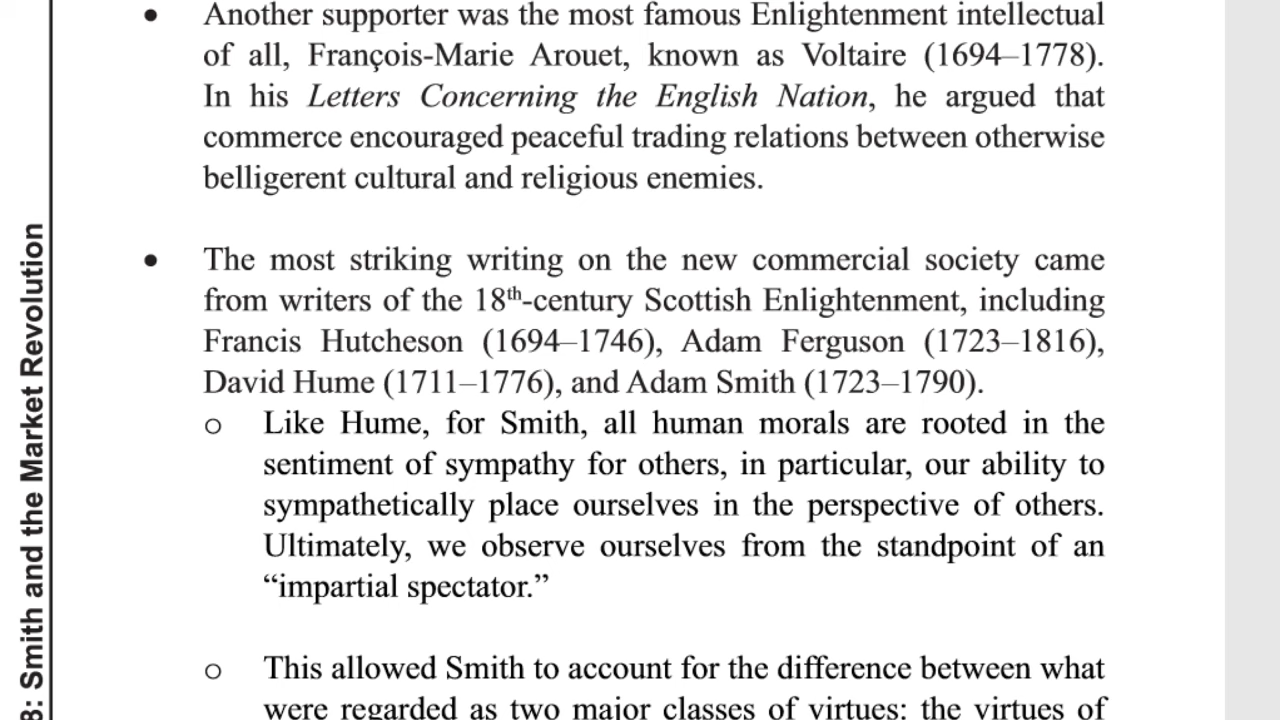 • Another supporter was the most famous Enlightenment intellectual
of all, François-Marie Arouet, known as Voltaire (1694–1778).
In his Letters Concerning the English Nation, he argued that
commerce encouraged peaceful trading relations between otherwise
belligerent cultural and religious enemies.
• The most striking writing on the new commercial society came
from writers of the 18th-century Scottish Enlightenment, including
Francis Hutcheson (1694–1746), Adam Ferguson (1723–1816),
David Hume (1711–1776), and Adam Smith (1723–1790).
o Like Hume, for Smith, all human morals are rooted in the
sentiment of sympathy for others, in particular, our ability to
sympathetically place ourselves in the perspective of others.
Ultimately, we observe ourselves from the standpoint of an
“impartial spectator.”
o This allowed Smith to account for the difference between what
were regarded as two major classes of virtues: the virtues of
8: Smith and the Market Revolution